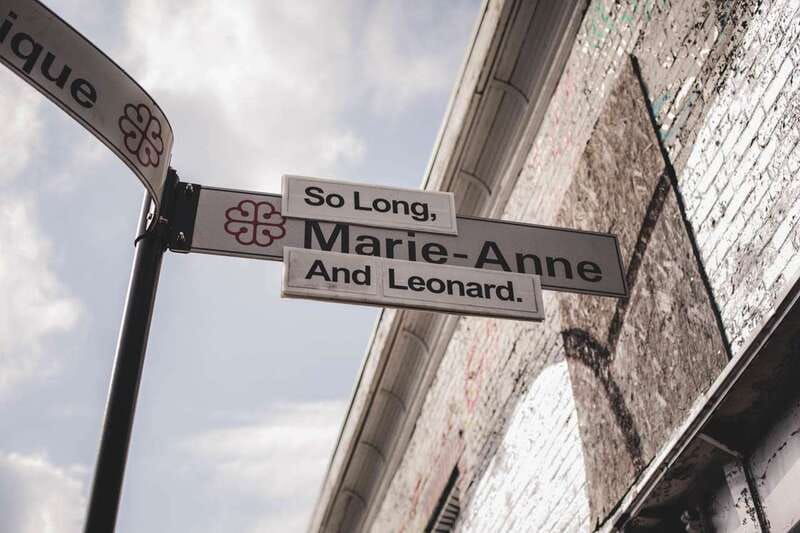 ique
So Long,
Marie-Anne
And Leonard.